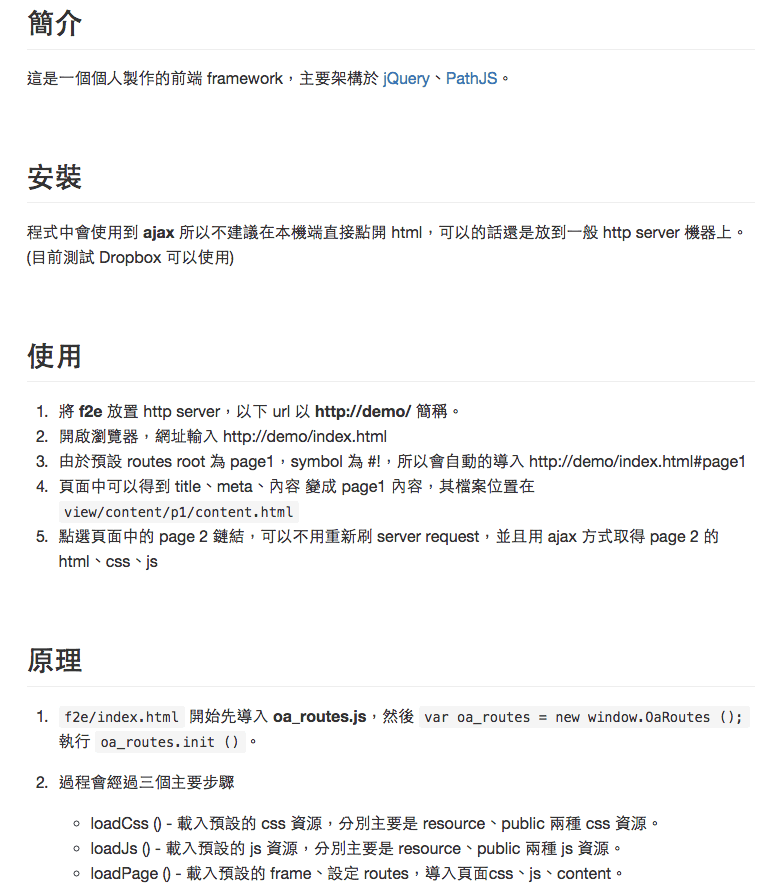 簡介
這是一個個人製作的前端 framework，主要架構於 jQuery、PathJS。
安裝
程式中會使用到 ajax 所以不建議在本機端直接點開 html，可以的話還是放到一般 http server 機器上。
(目前測試 Dropbox 可以使用)
使用
1. 將 f2e 放置 http server，以下 url 以 http://demo/ 簡稱。
2. 開啟瀏覽器，網址輸入 http://demo/index.html
3. 由於預設 routes root 為 page1，symbol 為 #!，所以會自動的導入 http://demo/index.html#page1
4. 頁面中可以得到 title、meta、內容 變成 page1 內容，其檔案位置在
view/content/p1/content.html
5. 點選頁面中的 page 2 鏈結，可以不用重新刷 server request，並且用 ajax 方式取得 page 2 的
html、css、js
原理
1. f2e/index.html 開始先導入 oa_routes.js，然後 var oa_routes = new window.OaRoutes ();
執行 oa_routes.init () 。
2. 過程會經過三個主要步驟
◦ loadCss () - 載入預設的 css 資源，分別主要是 resource、public 兩種 css 資源。
◦ loadJs () - 載入預設的 js 資源，分別主要是 resource、public 兩種 js 資源。
◦ loadPage () - 載入預設的 frame、設定 routes，導入頁面css、js、content。